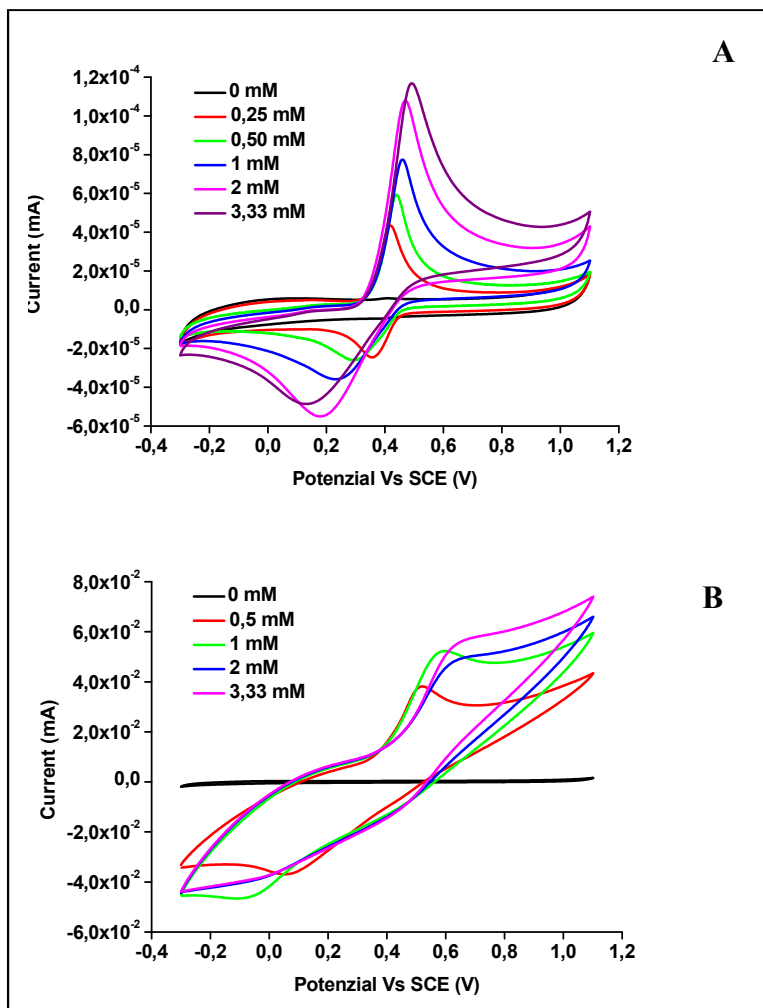 A
1,2x10-4
1,0x10-4
8,0x10-5
6,0x10-5
4,0x10-5
2,0x10-5
0,0
-2,0x10-5
-4,0x10-5
-6,0x10-5
Current (mA)
0 mM
0,25 mM
0,50 mM
1 mM
2 mM
3,33 mM
-0,4 -0,2 0,0 0,2 0,4 0,6 0,8 1,0 1,2
Potenzial Vs SCE (V)
B
8,0x10-2
6,0x10-2
4,0x10-2
2,0x10-2
0,0
-2,0x10-2
-4,0x10-2
-6,0x10-2
Currrent (mA)
0 mM
0,5 mM
1 mM
2 mM
3,33 mM
-0,4 -0,2 0,0 0,2 0,4 0,6 0,8 1,0 1,2
Potenzial Vs SCE (V)